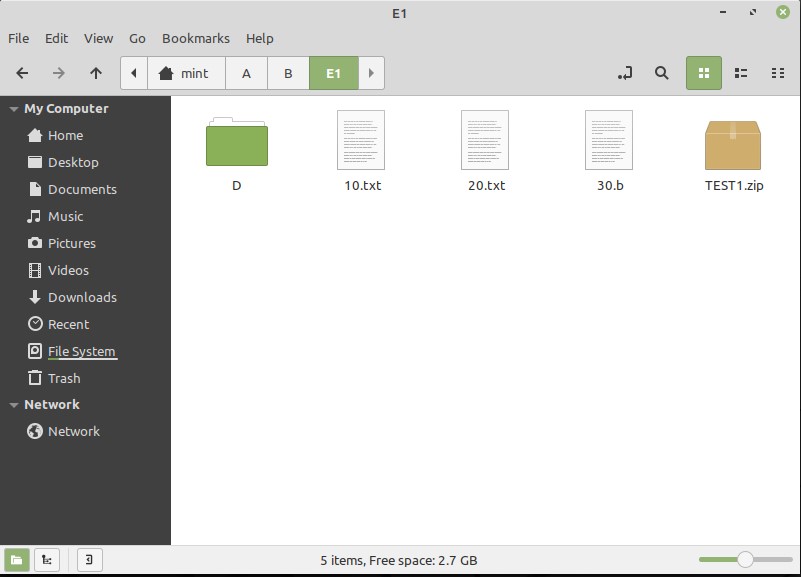 E1
File Edit View Go Bookmarks Help
mint A B E1
My Computer
Home
Desktop
Documents
Music
Pictures
Videos
Downloads
Recent
File System
Trash
Network
Network
D 10.txt 20.txt 30.b TEST1.zip
5 items, Free space: 2.7 GB